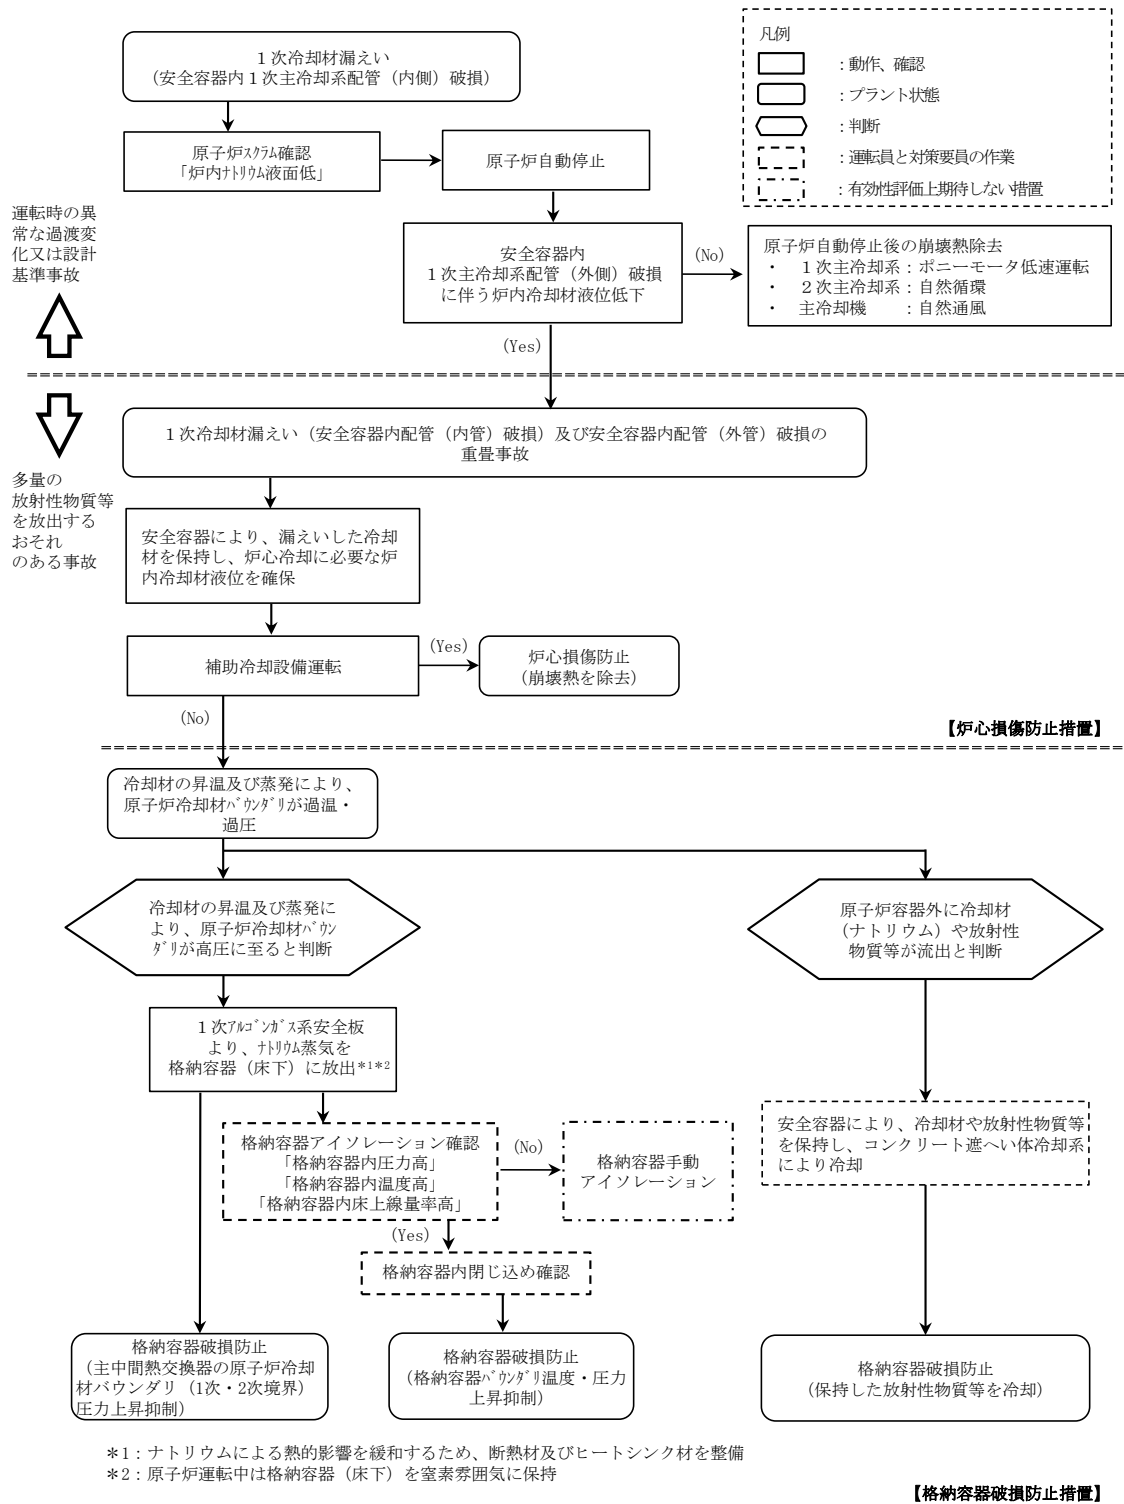 凡例
：動作、確認
：プラント状態
：判断
：運転員と対策要員の作業
：有効性評価上期待しない措置
１次冷却材漏えい
（安全容器内１次主冷却系配管（内側）破損）
原子炉ｽｸﾗﾑ確認
「炉内ﾅﾄﾘｳﾑ液面低」
原子炉自動停止
運転時の異
常な過渡変
化又は設計
基準事故
安全容器内
１次主冷却系配管（外側）破損
に伴う炉内冷却材液位低下
(No)
原子炉自動停止後の崩壊熱除去
・ １次主冷却系：ポニーモータ低速運転
・ ２次主冷却系：自然循環
・ 主冷却機 ：自然通風
(Yes)
１次冷却材漏えい（安全容器内配管（内管）破損）及び安全容器内配管（外管）破損の
重畳事故
多量の
放射性物質等
を放出する
おそれ
のある事故
安全容器により、漏えいした冷却
材を保持し、炉心冷却に必要な炉
内冷却材液位を確保
補助冷却設備運転
(Yes)
炉心損傷防止
（崩壊熱を除去）
(No)
【炉心損傷防止措置】
冷却材の昇温及び蒸発により、
原子炉冷却材ﾊﾞｳﾝﾀﾞﾘが過温・
過圧
冷却材の昇温及び蒸発に
より、原子炉冷却材ﾊﾞｳﾝ
ﾀﾞﾘが高圧に至ると判断
原子炉容器外に冷却材
（ナトリウム）や放射性
物質等が流出と判断
１次ｱﾙｺﾞﾝｶﾞｽ系安全板
より、ﾅﾄﾘｳﾑ蒸気を
格納容器（床下）に放出*1*2
格納容器アイソレーション確認
「格納容器内圧力高」
「格納容器内温度高」
「格納容器内床上線量率高」
(No)
格納容器手動
アイソレーション
安全容器により、冷却材や放射性物質等
を保持し、コンクリート遮へい体冷却系
により冷却
(Yes)
格納容器内閉じ込め確認
格納容器破損防止
（主中間熱交換器の原子炉冷却
材バウンダリ（1次・2次境界）
圧力上昇抑制）
格納容器破損防止
（格納容器ﾊﾞｳﾝﾀﾞﾘ温度・圧力
上昇抑制）
格納容器破損防止
（保持した放射性物質等を冷却）
＊1：ナトリウムによる熱的影響を緩和するため、断熱材及びヒートシンク材を整備
＊2：原子炉運転中は格納容器（床下）を窒素雰囲気に保持
【格納容器破損防止措置】